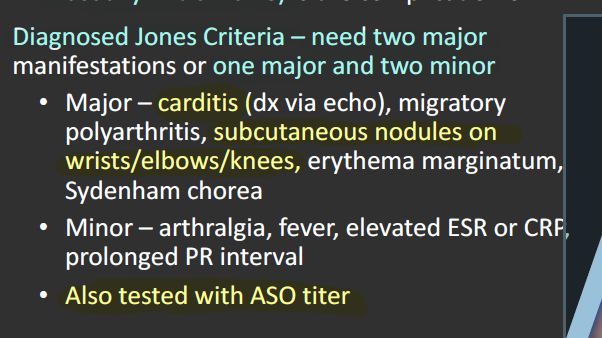 Diagnosed Jones Criteria – need two major
manifestations or one major and two minor
• Major – carditis (dx via echo), migratory
polyarthritis, subcutaneous nodules on
wrists/elbows/knees, erythema marginatum,
Sydenham chorea
• Minor – arthralgia, fever, elevated ESR or CRP,
prolonged PR interval
• Also tested with ASO titer